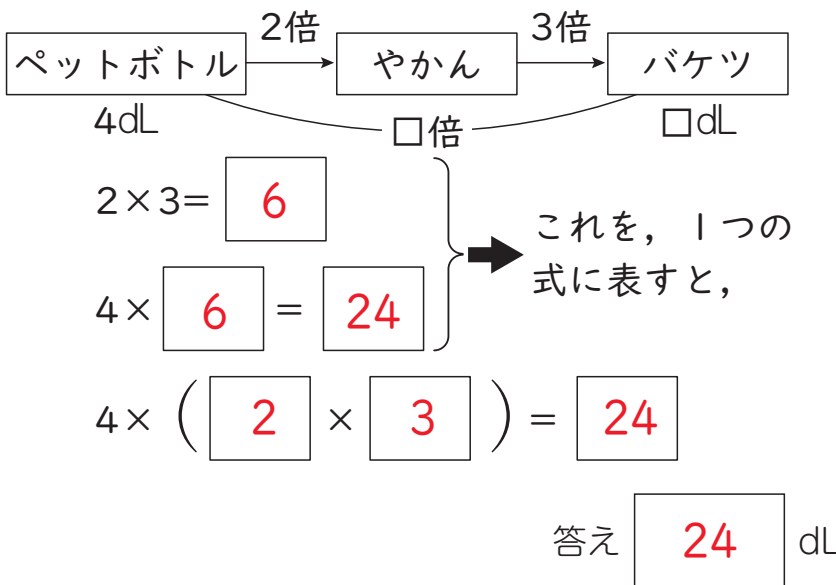 2倍 3倍
ペットボトル やかん バケツ
4dL □倍 □dL
2×3= 6
これを，1つの
式に表すと，
4× 6 = 24
4×( 2 × 3 ) = 24
答え 24 dL